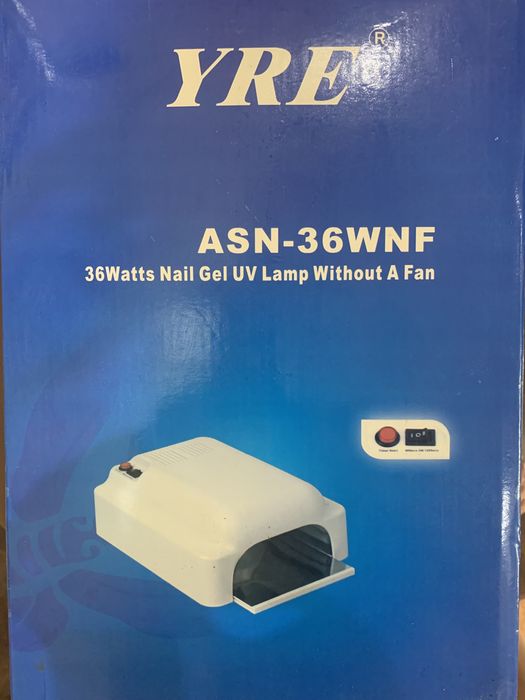 YRE®
ASN-36WNF
36Watts Nail Gel UV Lamp Without A Fan